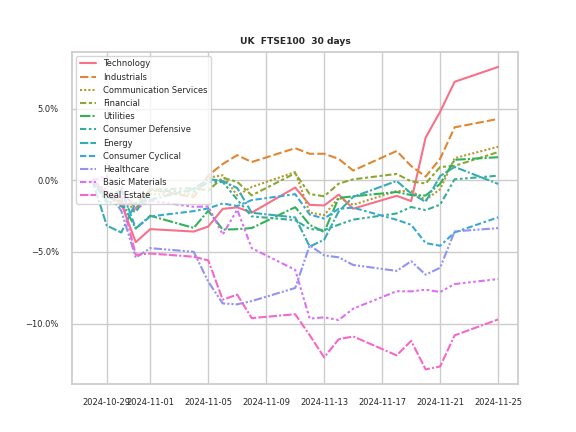 UK  FTSE100  30 days
Technology
Industrials
Communication Services
Financial
Utilities
Consumer Defensive
Energy
Consumer Cyclical
Healthcare
Basic Materials
Real Estate
5.0%
0.0%
−5.0%
−10.0%
2024-10-29 2024-11-01 2024-11-05 2024-11-09 2024-11-13 2024-11-17 2024-11-21 2024-11-25